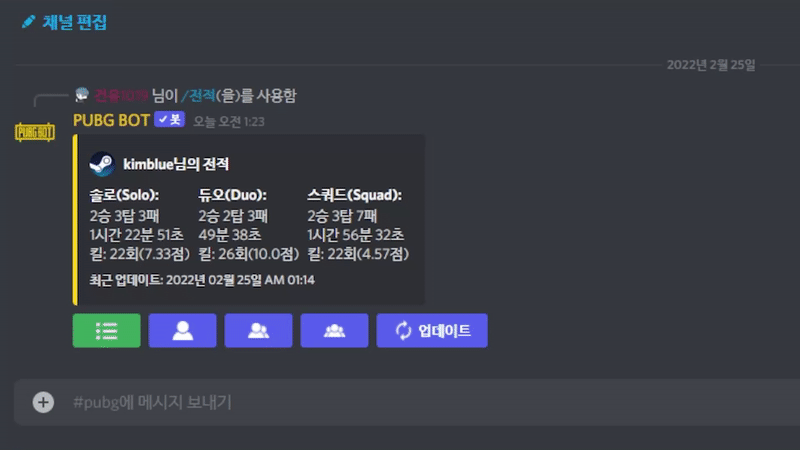 채널 편집
2022년 2월 25일
님이 /전적(을)를 사용함
PUBG BOT
PUBG BOT 봇 오늘 오전 1:23
kimblue님의 전적
솔로(Solo): 듀오(Duo): 스쿼드(Squad):
2승 3탑 3패 2승 2탑 3패 2승 3탑 7패
1시간 22분 51초 49분 38초 1시간 56분 32초
킬: 22회(7.33점) 킬: 26회(10.0점) 킬: 22회(4.57점)
최근 업데이트: 2022년 02월 25일 AM 01:14
업데이트
#pubg에 메시지 보내기